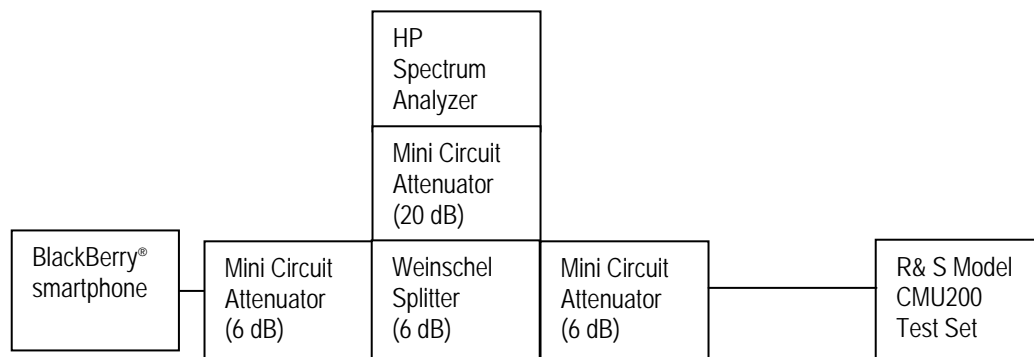 HP
Spectrum
Analyzer
Mini Circuit
Attenuator
(20 dB)
BlackBerry®
smartphone
Mini Circuit
Attenuator
(6 dB)
Weinschel
Splitter
(6 dB)
Mini Circuit
Attenuator
(6 dB)
R& S Model
CMU200
Test Set